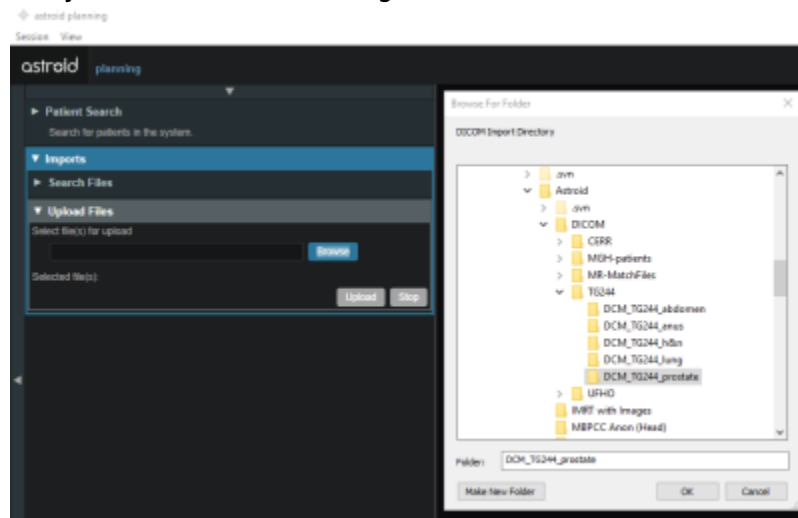 astroid planning
Session View
astroid planning
Patient Search
Search for patients in the system.
Imports
Search Files
Upload Files
Select file(s) for upload
Browse
Selected file(s):
Upload Stop
Browse For Folder
DICOM Import Directory
.svn
Astroid
.svn
DICOM
CERR
MGH-patients
MR-MatchFiles
TG244
DCM_TG244_abdomen
DCM_TG244_anus
DCM_TG244_h&n
DCM_TG244_lung
DCM_TG244_prostate
UFHO
IMRT with Images
MBPCC Anon (Head)
Folder: DCM_TG244_prostate
Make New Folder OK Cancel